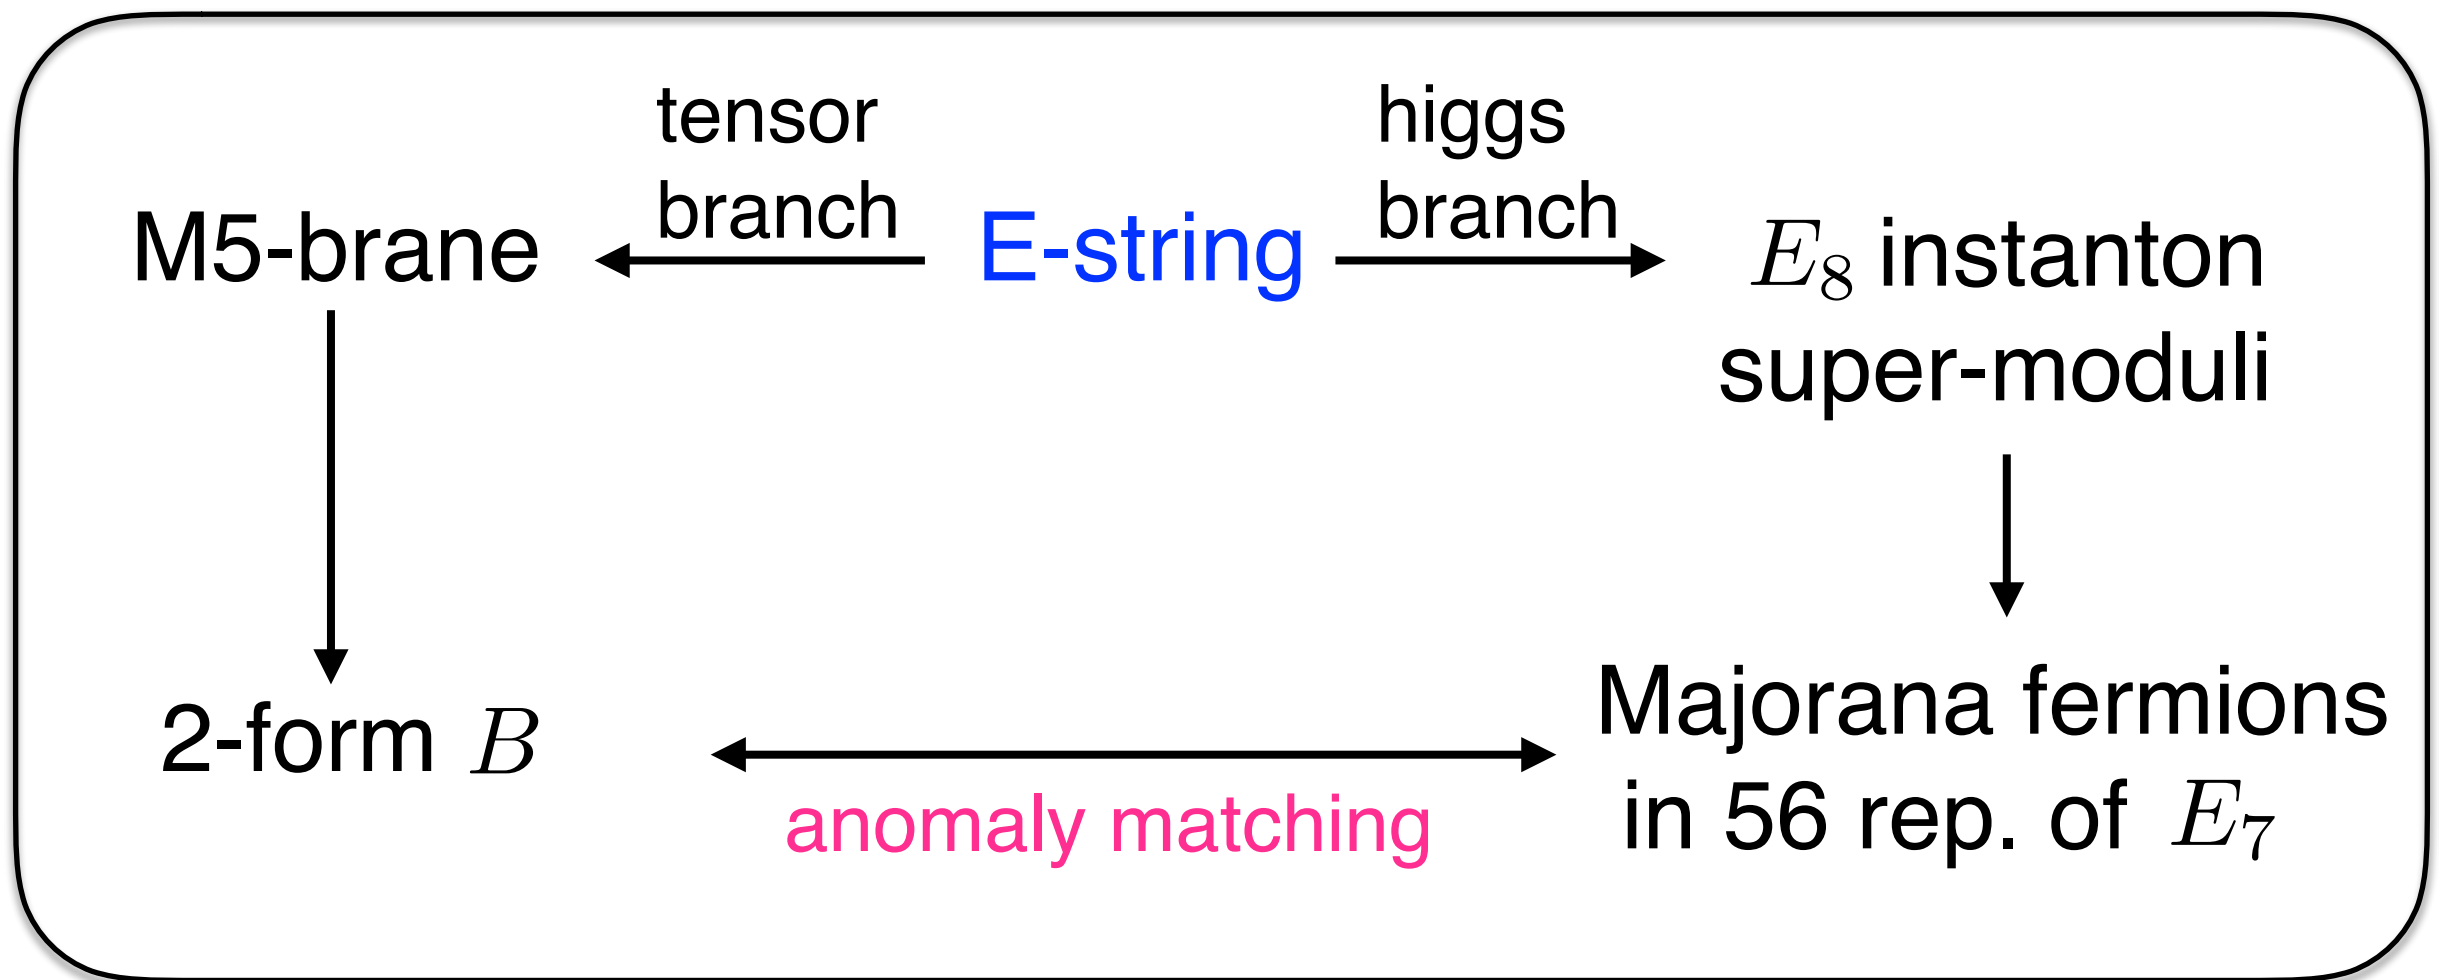 tensor
branch
higgs
branch
M5-brane
E-string
E₈ instanton
super-moduli
2-form B
Majorana fermions
in 56 rep. of E₇
anomaly matching